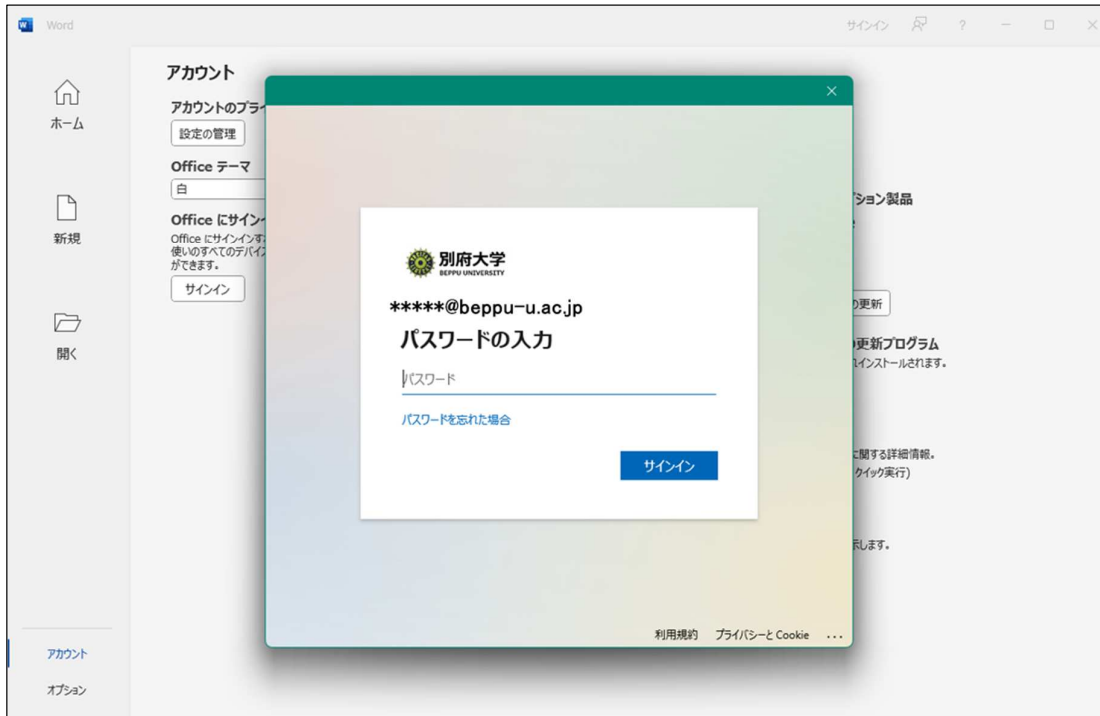 Word
サインイン
?
ホーム
新規
開く
アカウント
オプション
アカウント
アカウントのプライ
設定の管理
Office テーマ
白
Office にサインイ
Office にサインインす
使いのすべてのデバイス
ができます。
サインイン
別府大学
BEPPU UNIVERSITY
*****@beppu-u.ac.jp
パスワードの入力
パスワード
パスワードを忘れた場合
サインイン
利用規約 プライバシーと Cookie ...
ション製品
の更新
更新プログラム
インストールされます。
に関する詳細情報。
クイック実行)
示します。